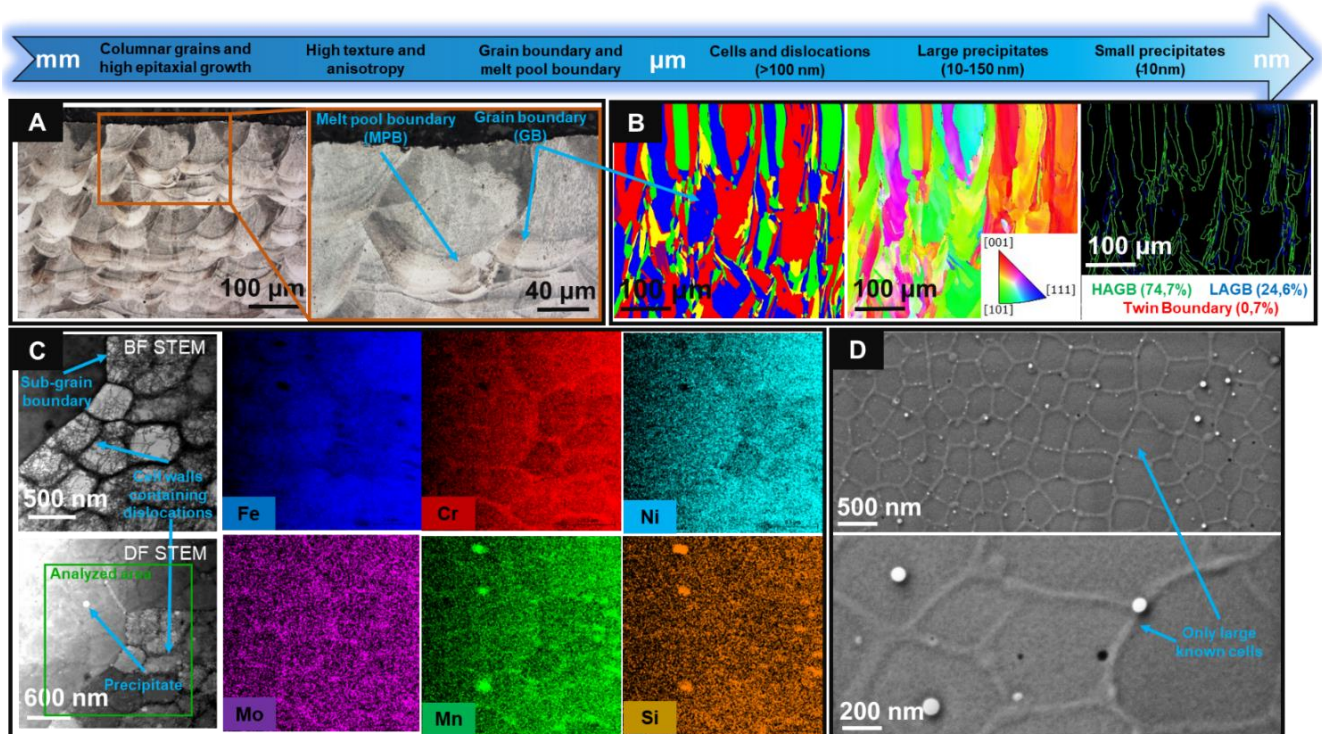 mm
Columnar grains and
high epitaxial growth
High texture and
anisotropy
Grain boundary and
melt pool boundary
μm
Cells and dislocations
(>100 nm)
Large precipitates
(10-150 nm)
Small precipitates
(-10nm)
nm
A
Melt pool boundary
(MPB)
Grain boundary
(GB)
100 μm
40 μm
B
100 μm
100 μm
[001]
[111]
[101]
100 μm
HAGB (74,7%) LAGB (24,6%)
Twin Boundary (0,7%)
C
BF STEM
Sub-grain
boundary
Cell walls
containing
dislocations
500 nm
Fe
Cr
Ni
DF STEM
Analyzed area
Precipitate
600 nm
Mo
Mn
Si
D
500 nm
Only large
known cells
200 nm